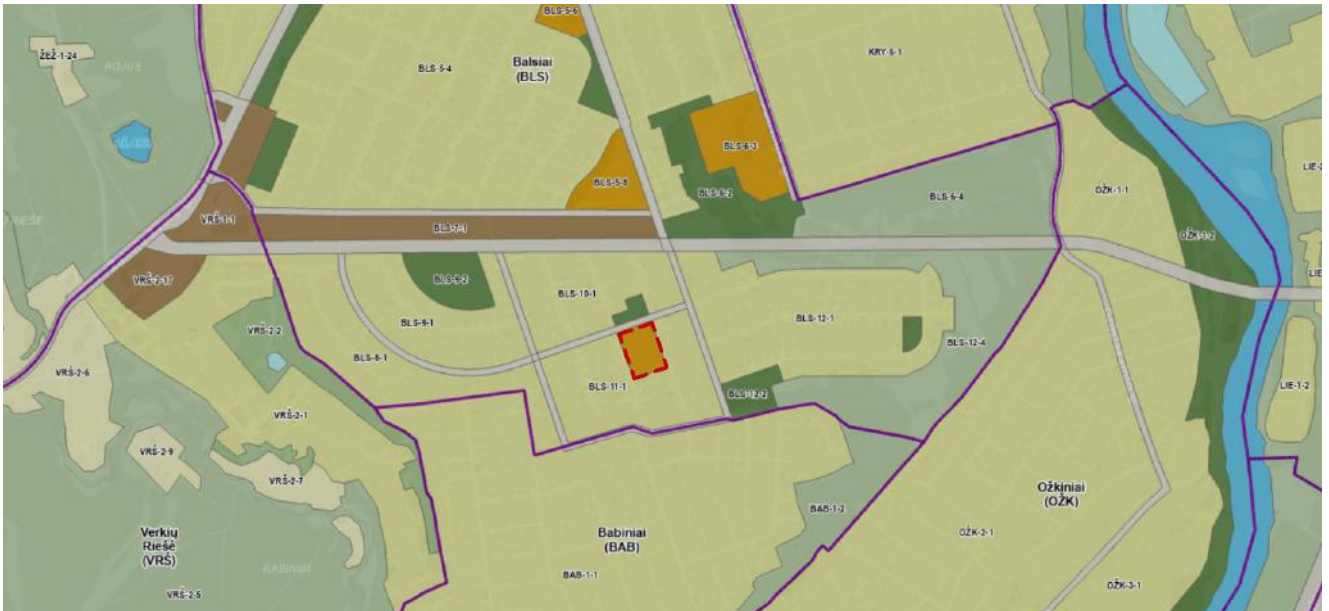 BLS-5-6
ŽEŽ-1-24
ROJUS
BLS-5-4
Balsiai
(BLS)
KRY-5-1
BLS-6-3
BLS-5-8
BLS-6-2
BLS-6-4
OŽK-1-1
LIE-2
VRŠ-1-1
BLS-7-1
OŽK-1-2
VRŠ-2-17
BLS-9-2
BLS-10-1
VRŠ-2-2
BLS-9-1
BLS-12-1
BLS-8-1
BLS-12-4
VRŠ-2-6
BLS-11-1
BLS-12-2
LIE-1-2
VRŠ-2-1
VRŠ-2-9
VRŠ-2-7
Ožkiniai
(OŽK)
BAB-1-2
Verkių
Riešė
(VRŠ)
Babiniai
(BAB)
OŽK-2-1
BABINIAI
BAB-1-1
OŽK-3-1
VRŠ-2-5